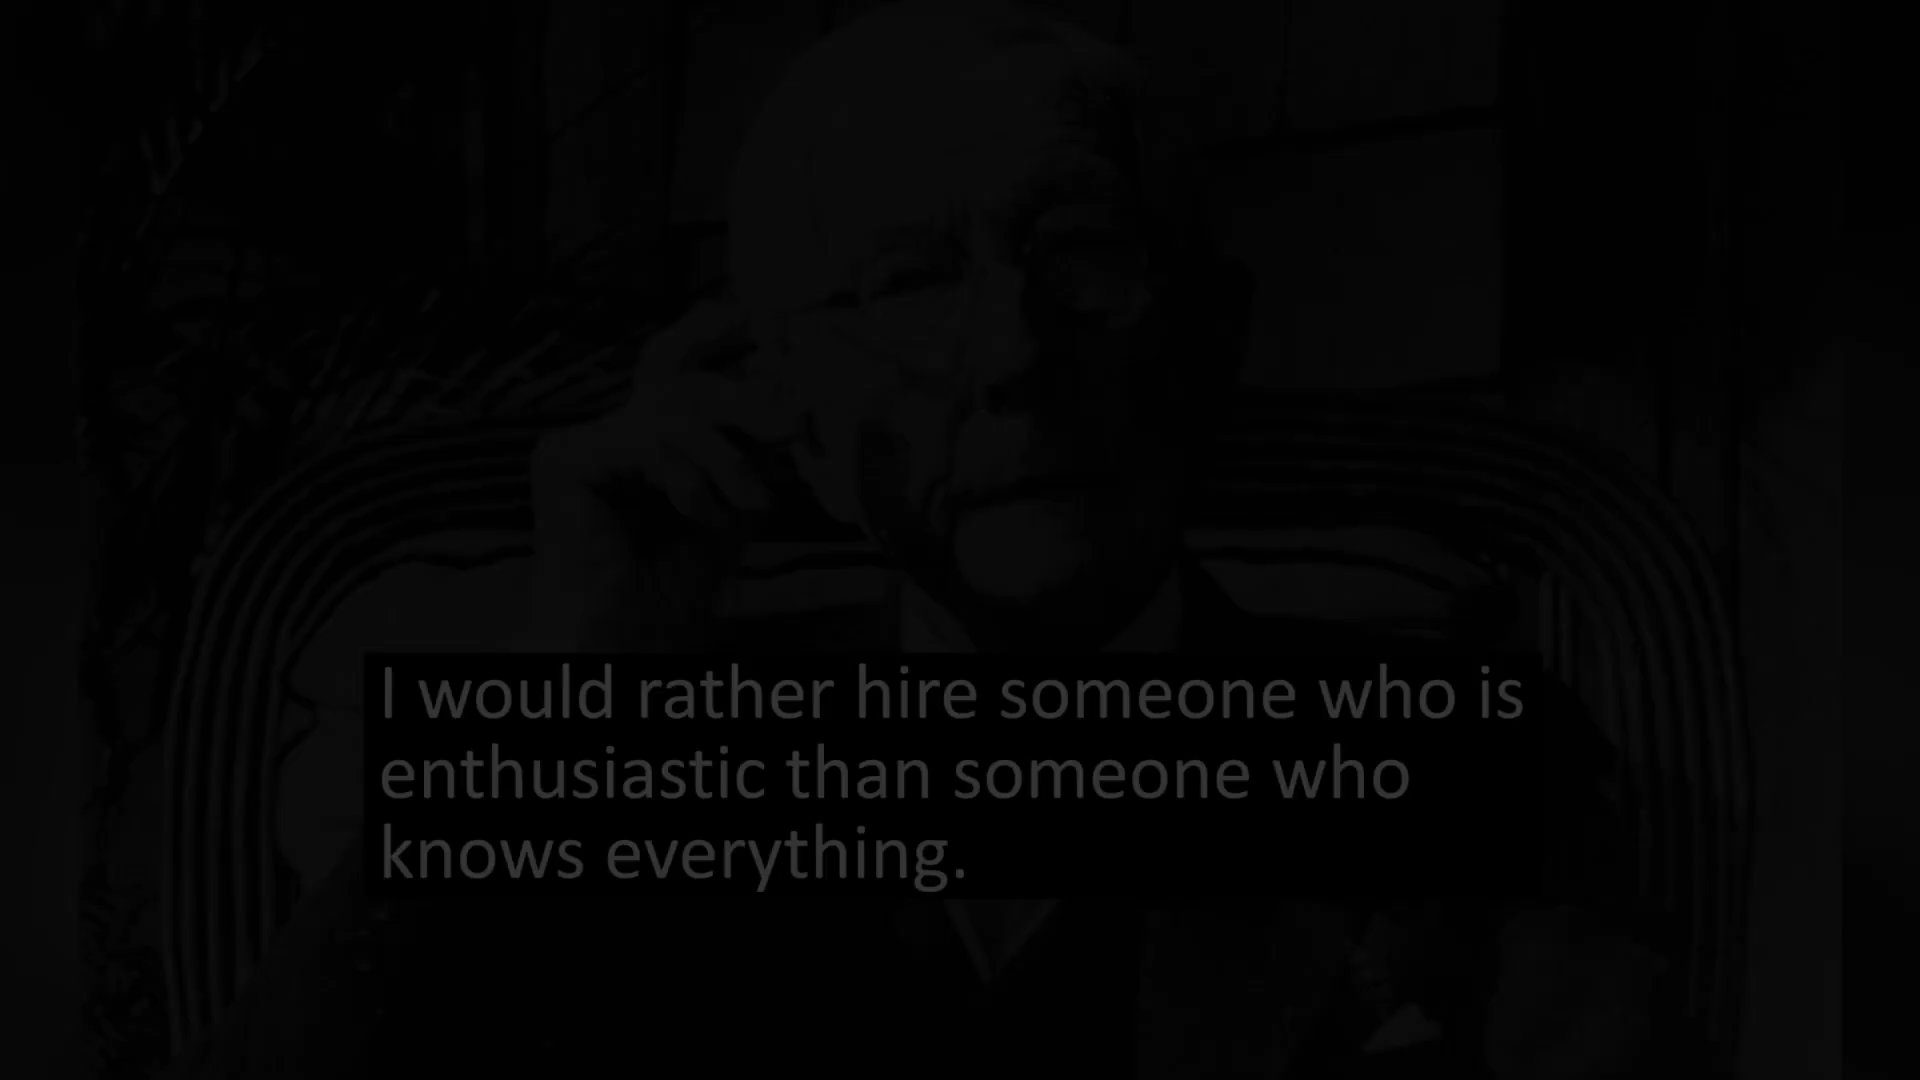 I would rather hire someone who is
enthusiastic than someone who
knows everything.